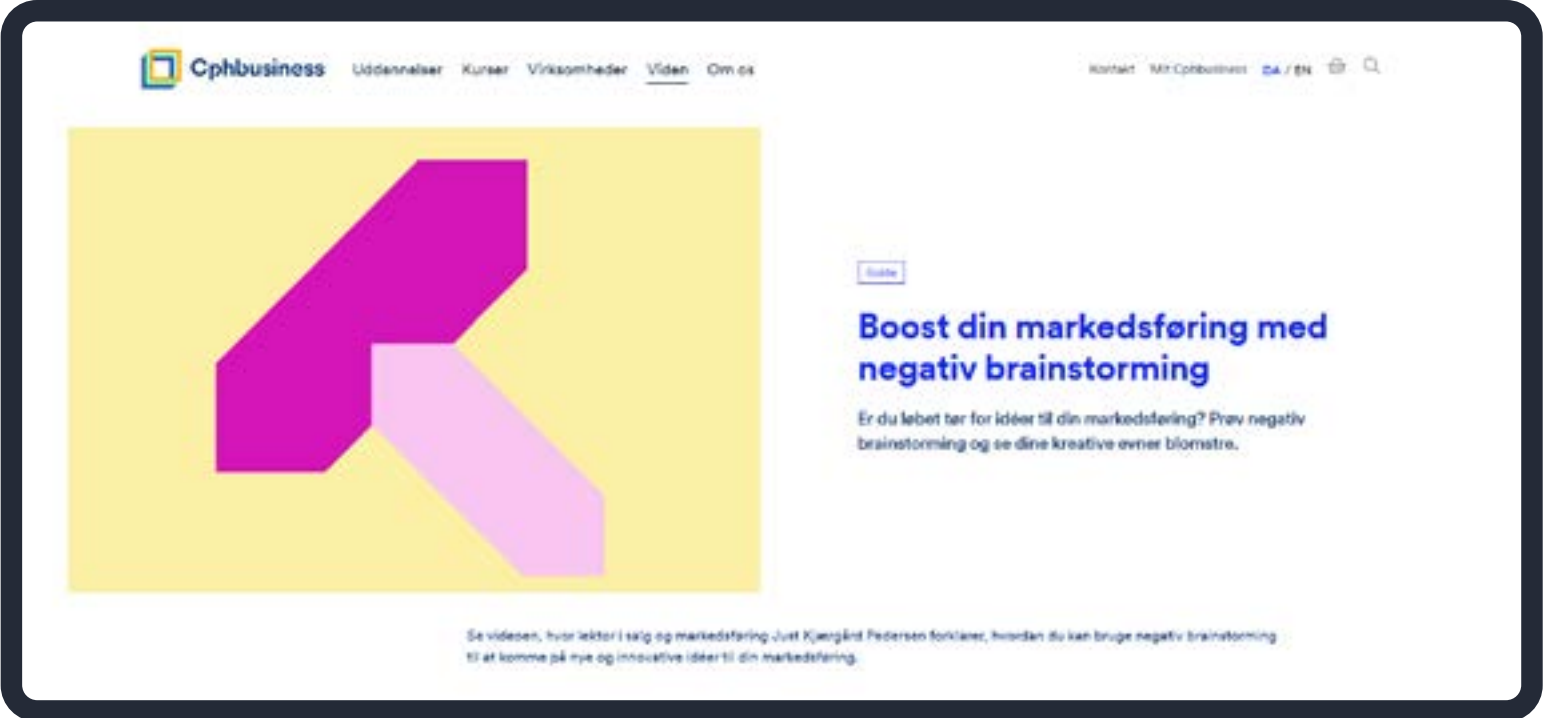 Cphbusiness
Uddannelser Kurser Virksomheder Viden Om os
Kontakt Mit Cphbusiness DA / EN
Guide
Boost din markedsføring med
negativ brainstorming
Er du løbet tør for idéer til din markedsføring? Prøv negativ
brainstorming og se dine kreative evner blomstre.
Se videoen, hvor lektor i salg og markedsføring Just Kjærgård Pedersen forklarer, hvordan du kan bruge negativ brainstorming
til at komme på nye og innovative idéer til din markedsføring.